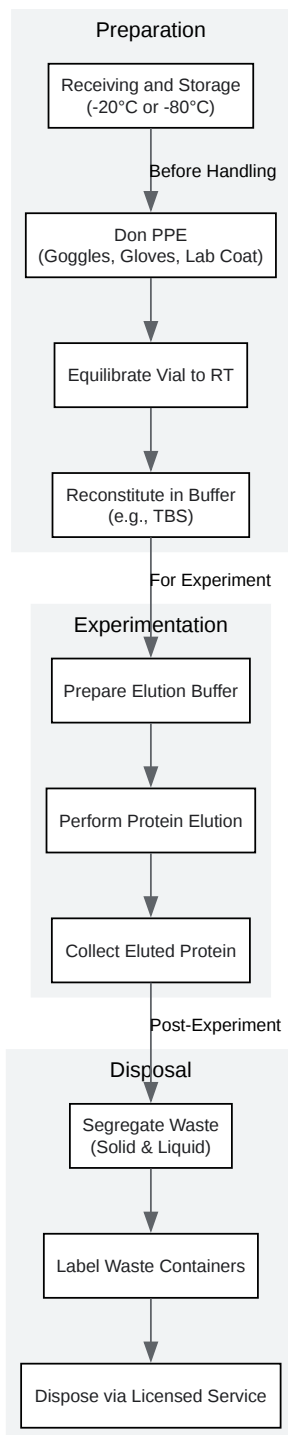 Preparation
Receiving and Storage
(-20°C or -80°C)
Before Handling
Don PPE
(Goggles, Gloves, Lab Coat)
Equilibrate Vial to RT
Reconstitute in Buffer
(e.g., TBS)
For Experiment
Experimentation
Prepare Elution Buffer
Perform Protein Elution
Collect Eluted Protein
Post-Experiment
Disposal
Segregate Waste
(Solid & Liquid)
Label Waste Containers
Dispose via Licensed Service